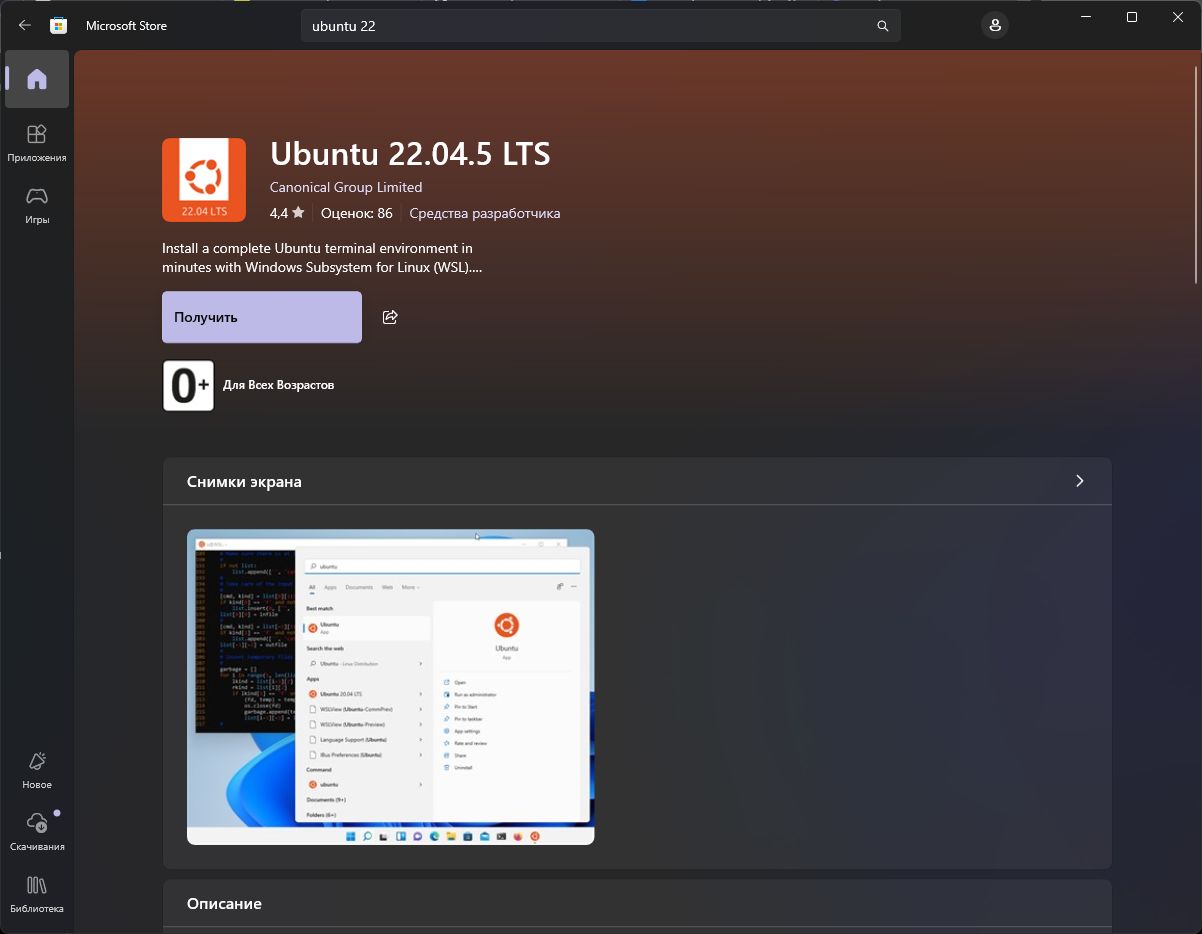 Microsoft Store
ubuntu 22
Приложения
Игры
Новое
Скачивания
Библиотека
22.04 LTS
Ubuntu 22.04.5 LTS
Canonical Group Limited
4,4 Оценок: 86 Средства разработчика
Install a complete Ubuntu terminal environment in
minutes with Windows Subsystem for Linux (WSL)....
Получить
0+ Для Всех Возрастов
Снимки экрана
ubuntu
All Apps Documents Web More
Best match
Ubuntu
App
Search the web
Ubuntu - Linux Distribution
Apps
Ubuntu 20.04 LTS
WSLView (Ubuntu-CommPrev)
WSLView (Ubuntu-Preview)
Language Support (Ubuntu)
IBus Preferences (Ubuntu)
Command
ubuntu
Documents (9+)
Folders (6+)
Ubuntu
App
Open
Run as administrator
Pin to Start
Pin to taskbar
App settings
Rate and review
Share
Uninstall
Описание